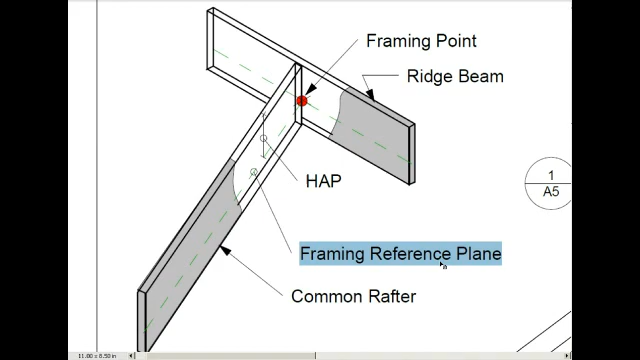 Framing Point
Ridge Beam
HAP
1
A5
Framing Reference Plane
Common Rafter
11.00 x 8.50 in